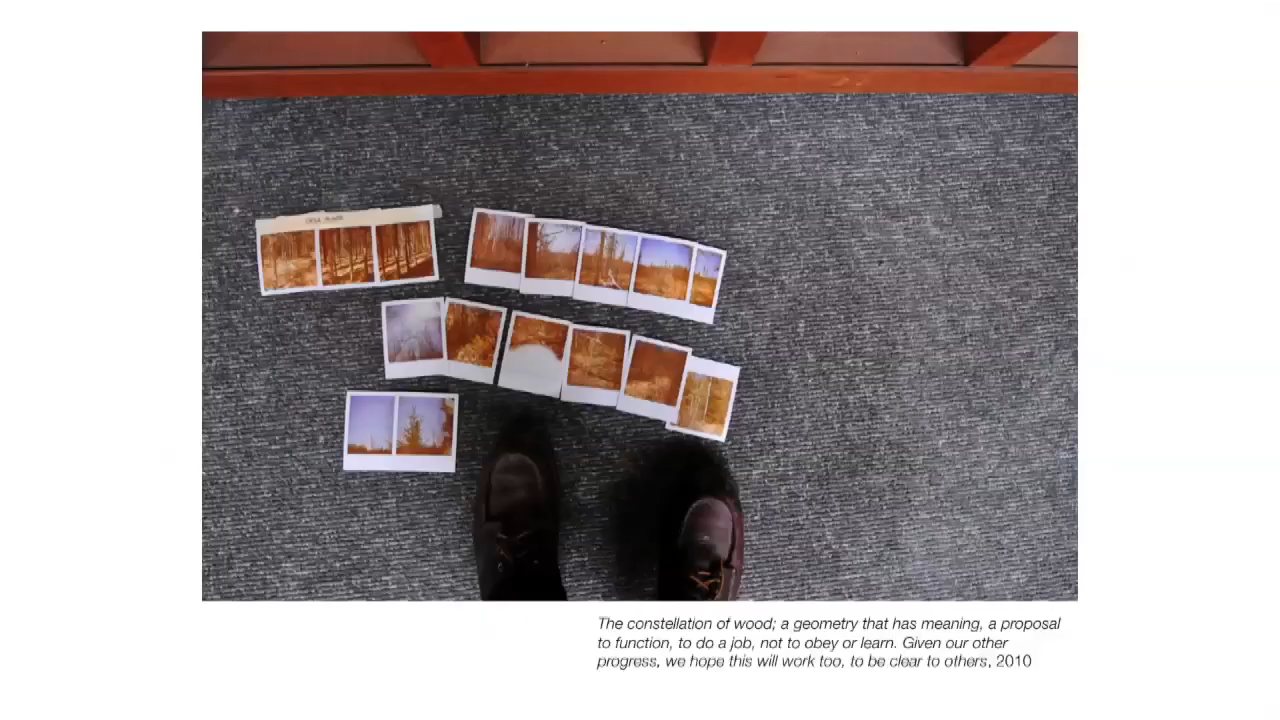 The constellation of wood; a geometry that has meaning, a proposal
to function, to do a job, not to obey or learn. Given our other
progress, we hope this will work too, to be clear to others, 2010